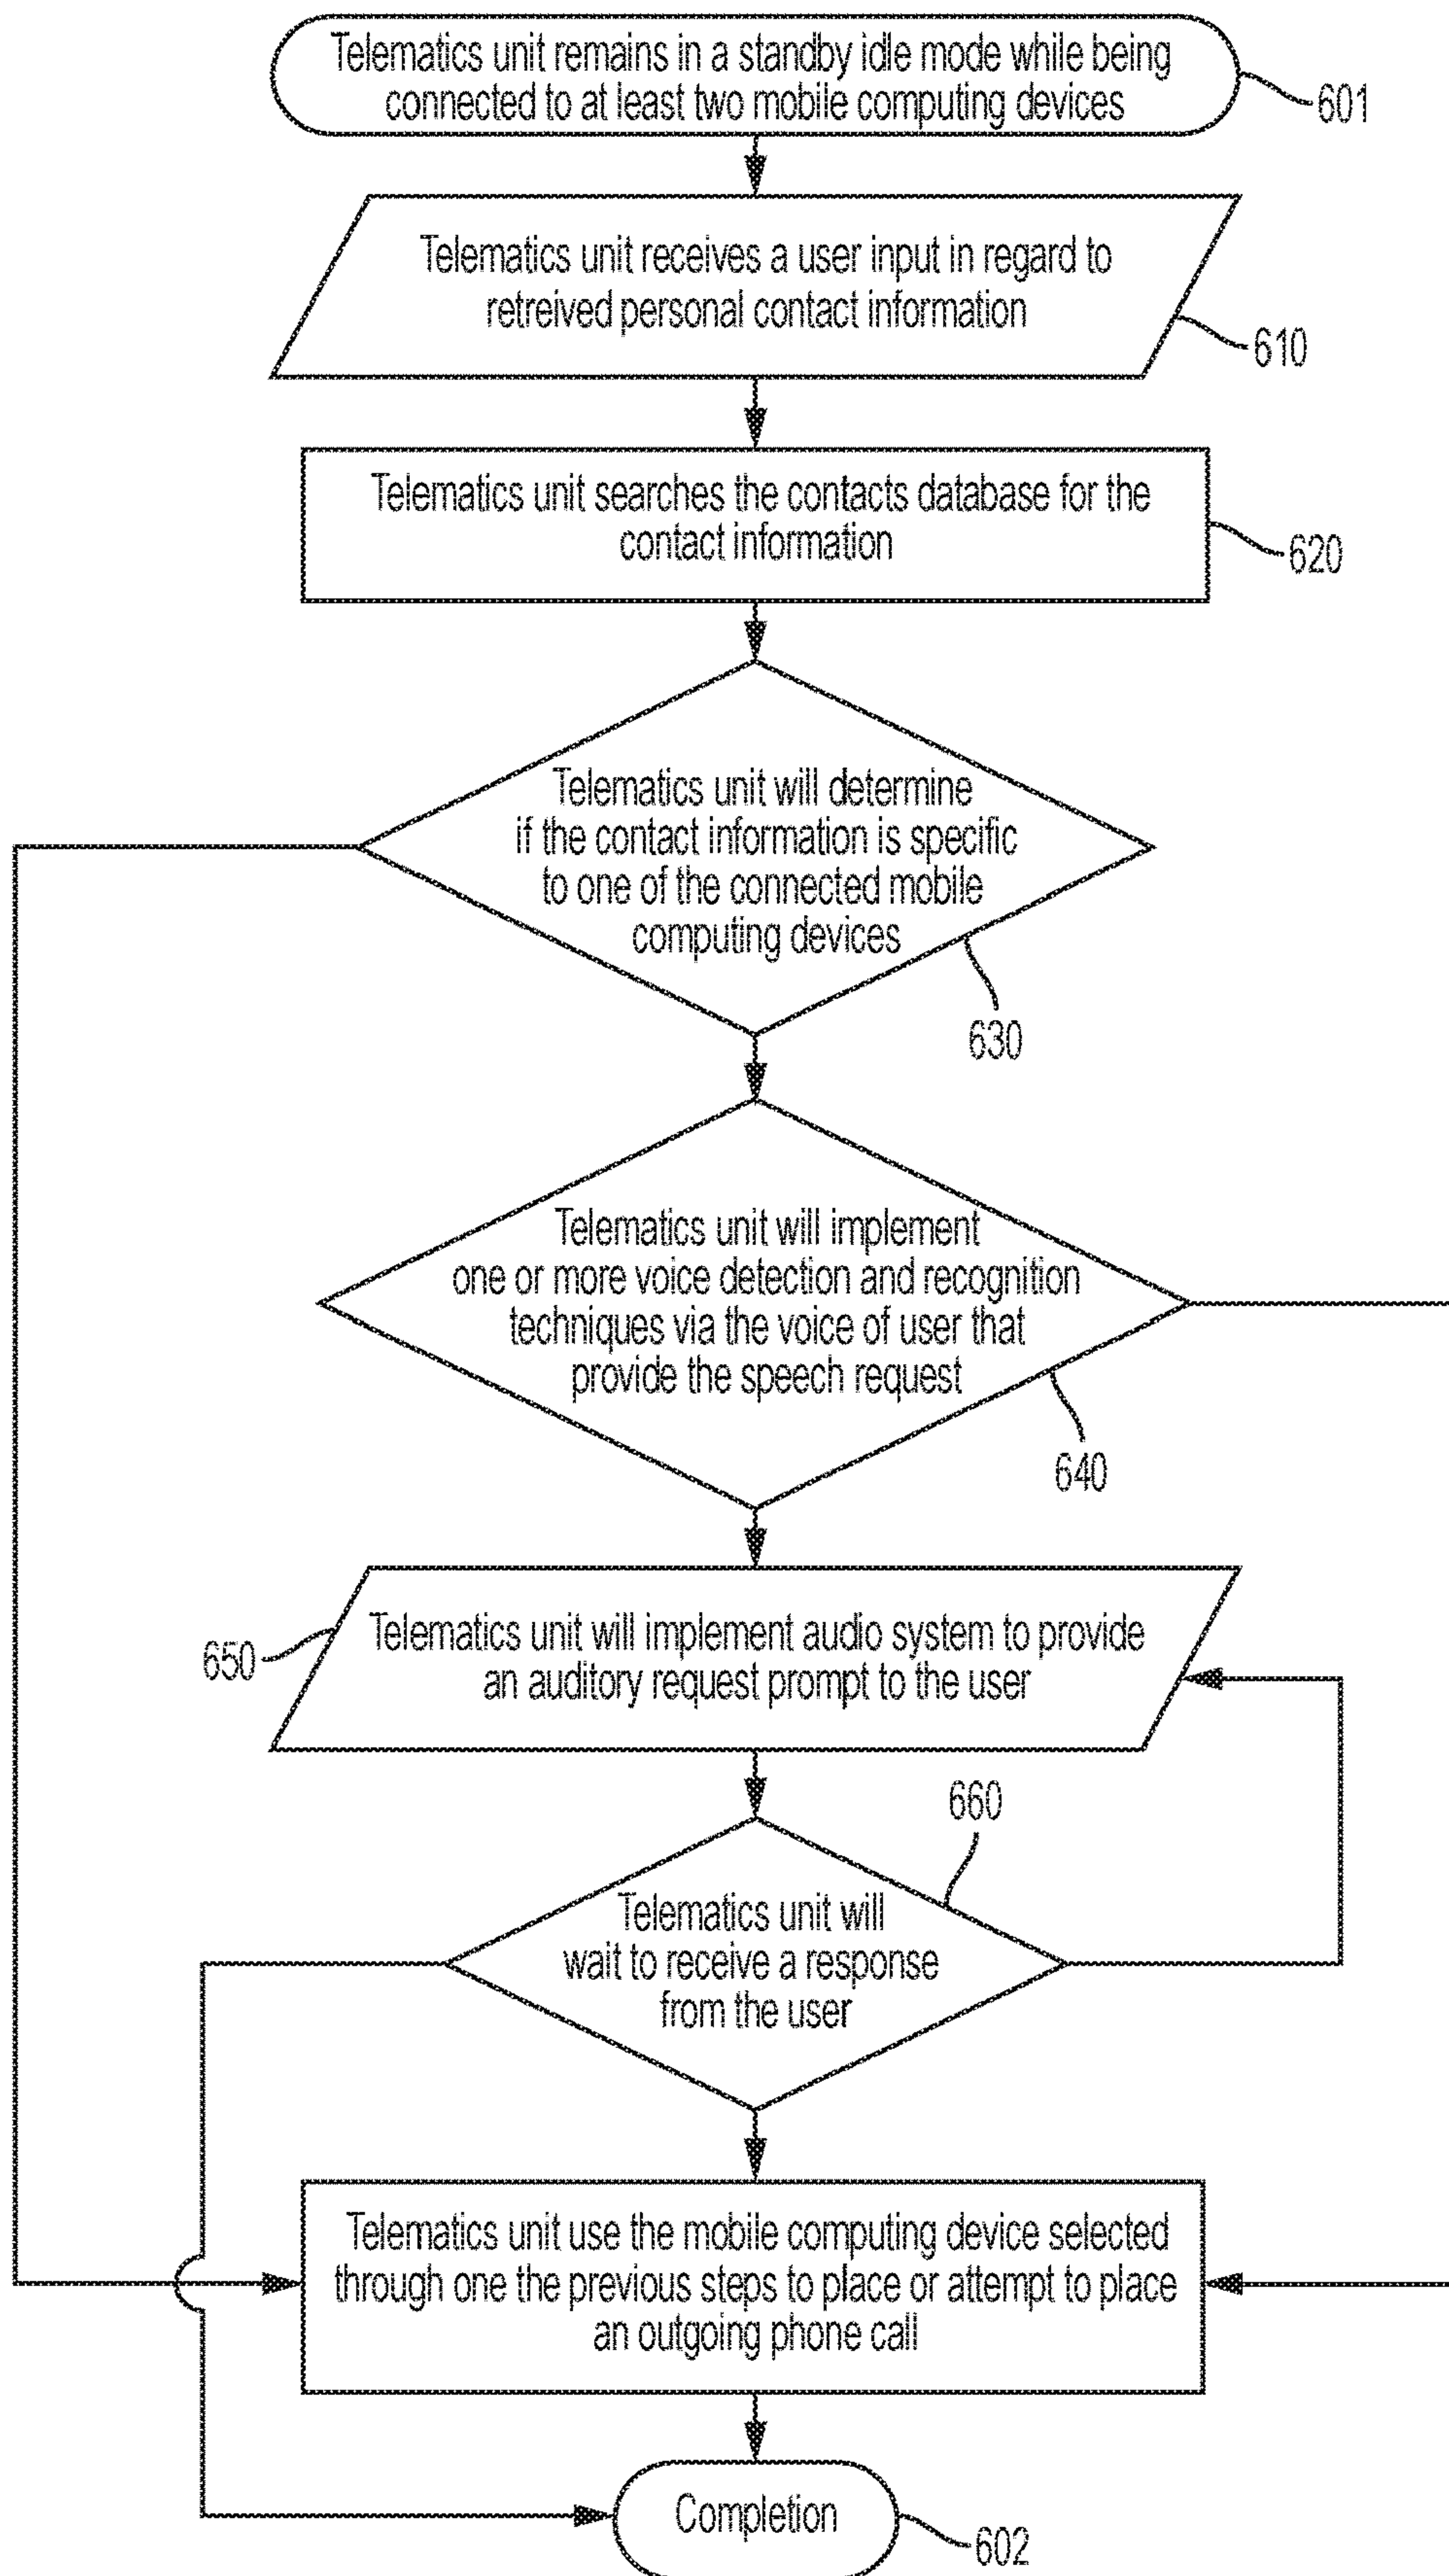 Telematics unit remains in a standby idle mode while being
connected to at least two mobile computing devices
601
Telematics unit receives a user input in regard to
retreived personal contact information
610
Telematics unit searches the contacts database for the
contact information
620
Telematics unit will determine
if the contact information is specific
to one of the connected mobile
computing devices
630
Telematics unit will implement
one or more voice detection and recognition
techniques via the voice of user that
provide the speech request
640
Telematics unit will implement audio system to provide
an auditory request prompt to the user
650
660
Telematics unit will
wait to receive a response
from the user
Telematics unit use the mobile computing device selected
through one the previous steps to place or attempt to place
an outgoing phone call
Completion
602